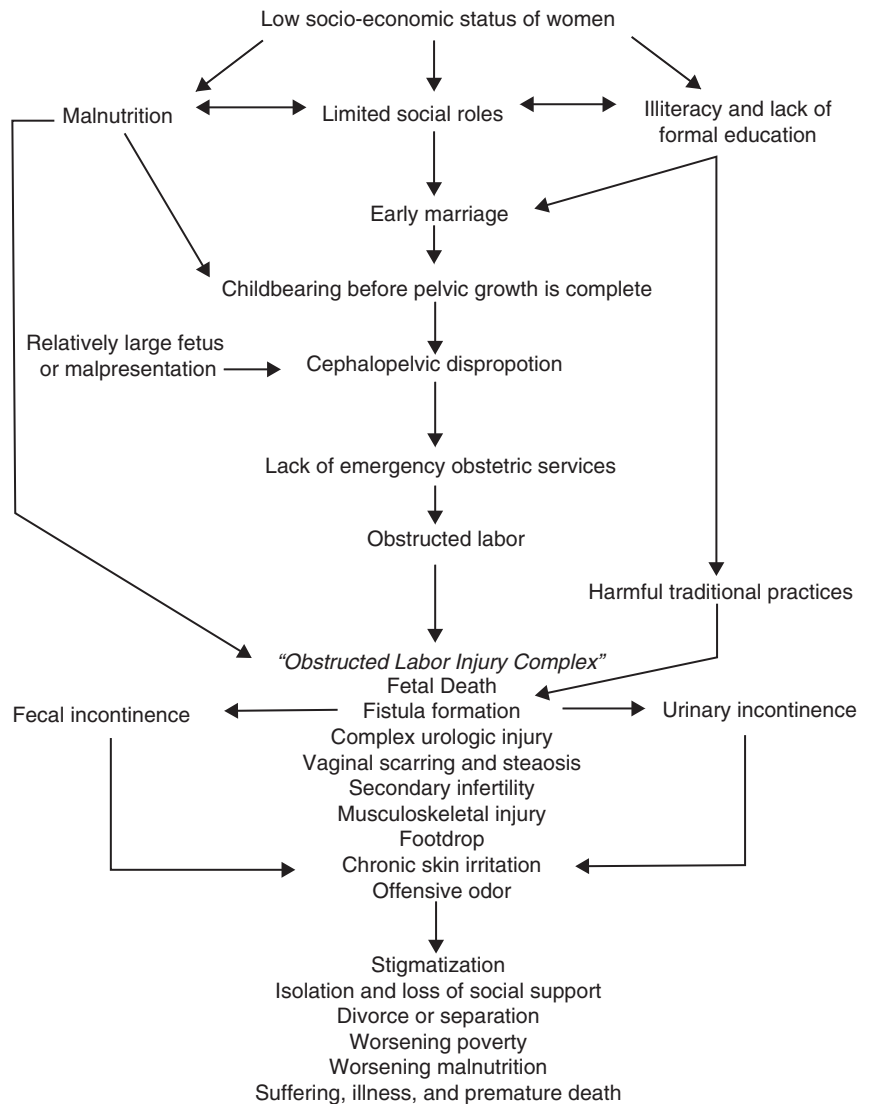 Low socio-economic status of women
Malnutrition
Limited social roles
Illiteracy and lack of
formal education
Early marriage
Childbearing before pelvic growth is complete
Relatively large fetus
or malpresentation
Cephalopelvic dispropotion
Lack of emergency obstetric services
Obstructed labor
Harmful traditional practices
“Obstructed Labor Injury Complex”
Fetal Death
Fecal incontinence
Fistula formation
Urinary incontinence
Complex urologic injury
Vaginal scarring and steaosis
Secondary infertility
Musculoskeletal injury
Footdrop
Chronic skin irritation
Offensive odor
Stigmatization
Isolation and loss of social support
Divorce or separation
Worsening poverty
Worsening malnutrition
Suffering, illness, and premature death